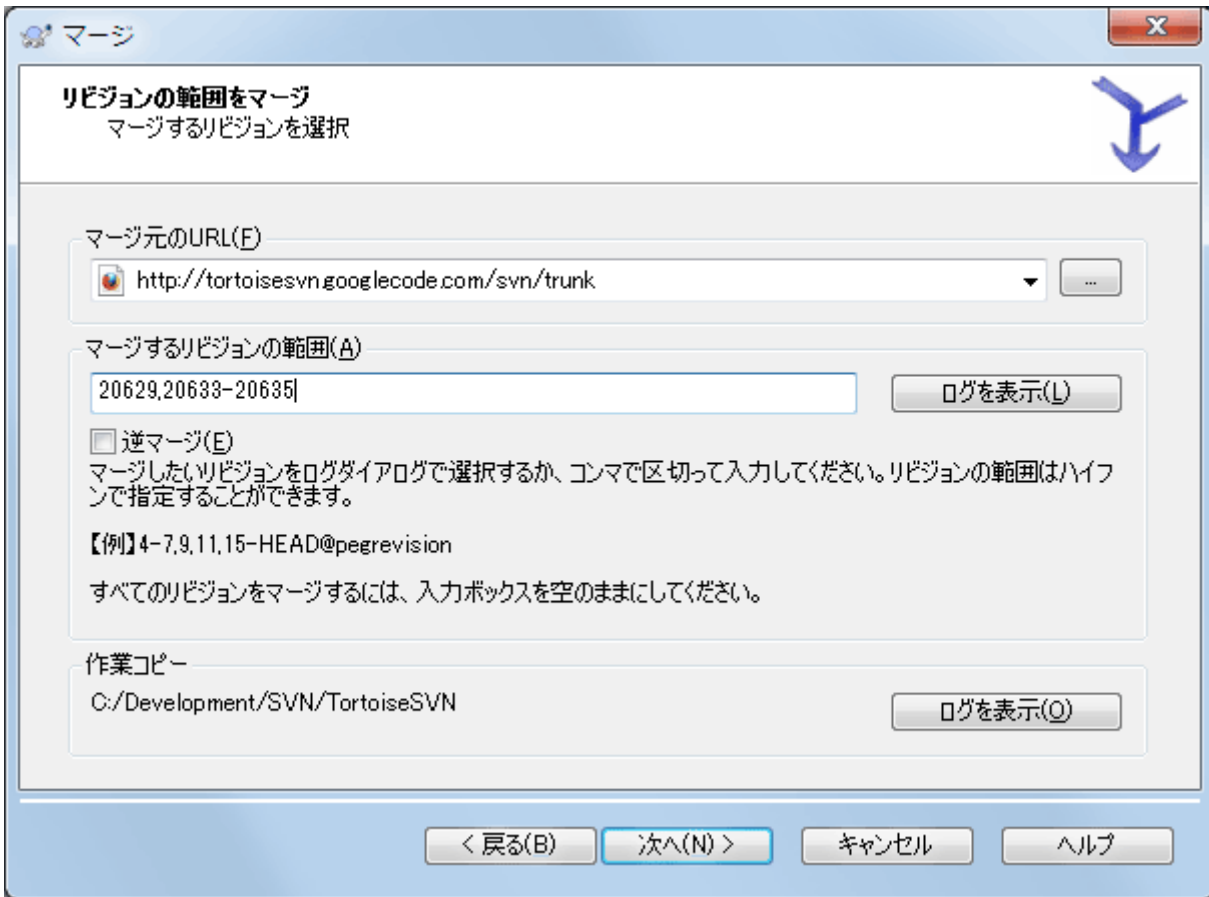 マージ
リビジョンの範囲をマージ
マージするリビジョンを選択
マージ元のURL(F)
http://tortoisesvn.googlecode.com/svn/trunk
...
マージするリビジョンの範囲(A)
20629,20633-20635
ログを表示(L)
逆マージ(E)
マージしたいリビジョンをログダイアログで選択するか、コンマで区切って入力してください。リビジョンの範囲はハイフ
ンで指定することができます。
【例】4-7,9,11,15-HEAD@pegrevision
すべてのリビジョンをマージするには、入力ボックスを空のままにしてください。
作業コピー
C:/Development/SVN/TortoiseSVN
ログを表示(O)
< 戻る(B)
次へ(N) >
キャンセル
ヘルプ